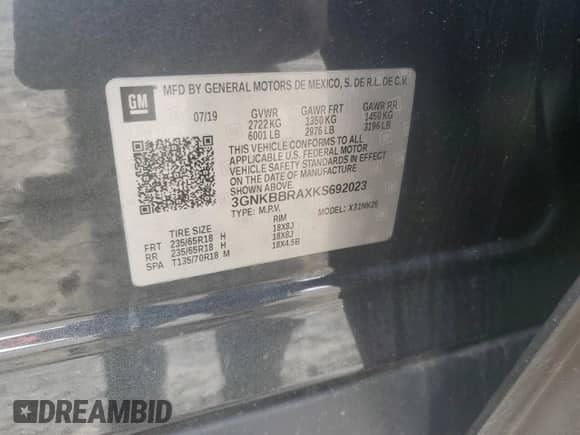 GM
MFD BY GENERAL MOTORS DE MEXICO, S. DE R.L. DE C.V.
07/19 GVWR GAWR FRT GAWR RR
2722 KG 1350 KG 1450 KG
6001 LB 2976 LB 3196 LB
THIS VEHICLE CONFORMS TO ALL
APPLICABLE U.S. FEDERAL MOTOR
VEHICLE SAFETY STANDARDS IN EFFECT
ON THE DATE OF MANUFACTURE
SHOWN ABOVE.
3GNKBBRAXKS692023
TYPE: M.P.V. MODEL: X31NK26
TIRE SIZE RIM
FRT 235/65R18 H 18X8J
RR 235/65R18 H 18X8J
SPA T135/70R18 M 18X4.5B
DREAMBID